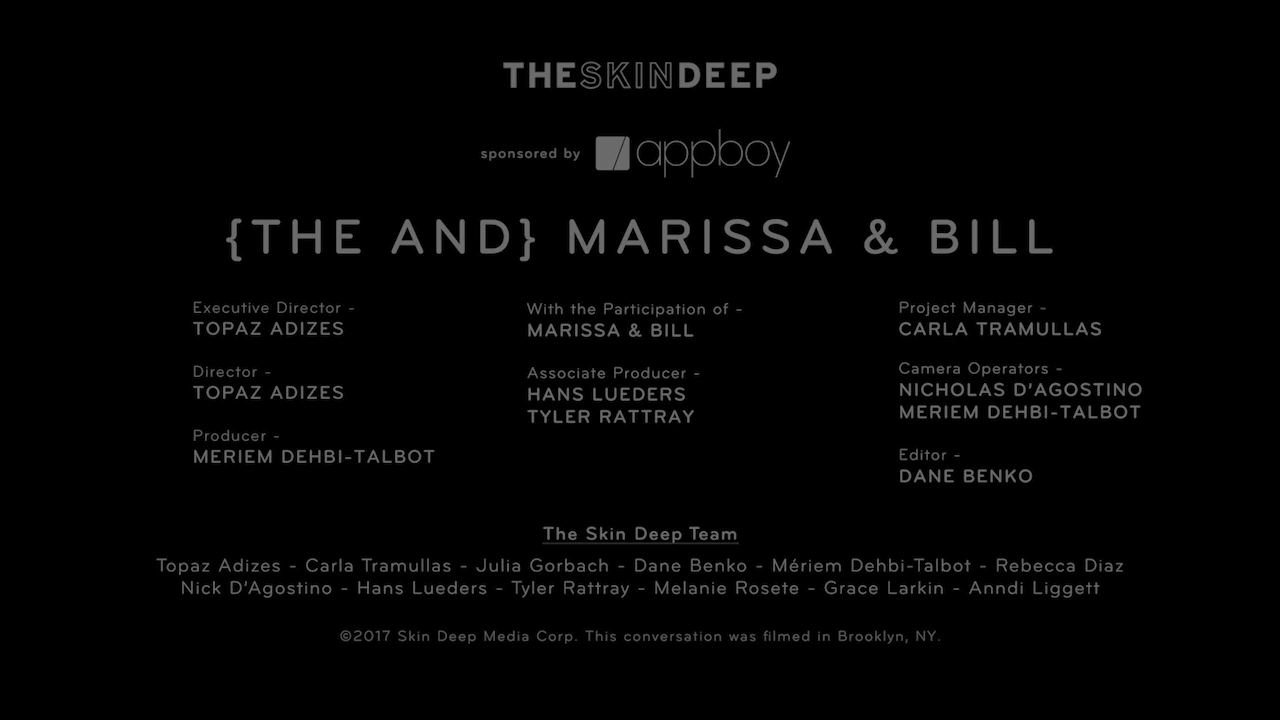 THESKINDEEP
sponsored by appboy
{THE AND} MARISSA & BILL
Executive Director -
TOPAZ ADIZES
Director -
TOPAZ ADIZES
Producer -
MERIEM DEHBI-TALBOT
With the Participation of -
MARISSA & BILL
Associate Producer -
HANS LUEDERS
TYLER RATTRAY
Project Manager -
CARLA TRAMULLAS
Camera Operators -
NICHOLAS D'AGOSTINO
MERIEM DEHBI-TALBOT
Editor -
DANE BENKO
The Skin Deep Team
Topaz Adizes - Carla Tramullas - Julia Gorbach - Dane Benko - Mériem Dehbi-Talbot - Rebecca Diaz
Nick D'Agostino - Hans Lueders - Tyler Rattray - Melanie Rosete - Grace Larkin - Anndi Liggett
©2017 Skin Deep Media Corp. This conversation was filmed in Brooklyn, NY.